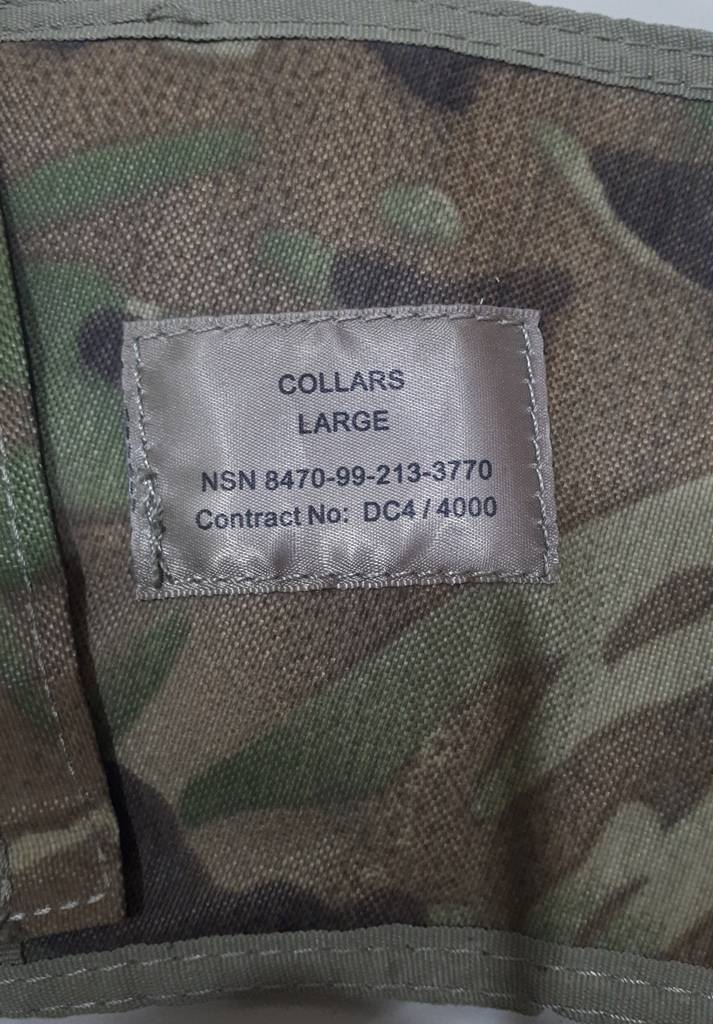 COLLARS
LARGE
NSN 8470-99-213-3770
Contract No: DC4 / 4000